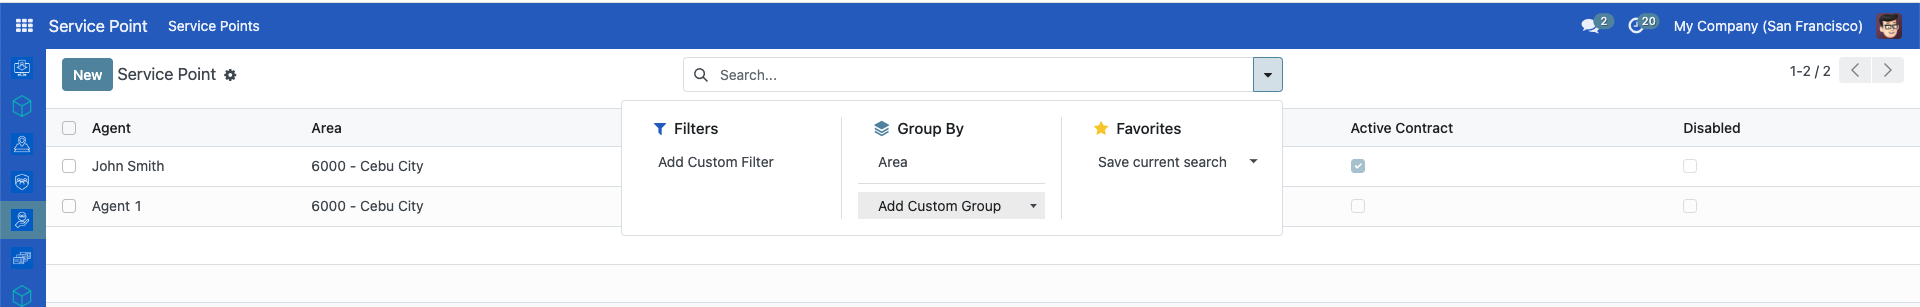 Service Point Service Points 2 20 My Company (San Francisco)
New Service Point Search... 1-2 / 2
Agent Area Filters Group By Favorites Active Contract Disabled
John Smith 6000 - Cebu City Add Custom Filter Area Save current search
Agent 1 6000 - Cebu City Add Custom Group